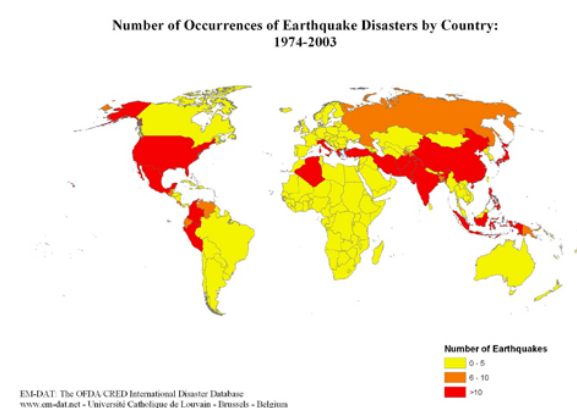 Number of Occurrences of Earthquake Disasters by Country:
1974-2003
Number of Earthquakes
0 - 5
6 - 10
>10
EM-DAT: The OFDA CRED International Disaster Database
www.em-dat.net - Université Catholique de Louvain - Brussels - Belgium